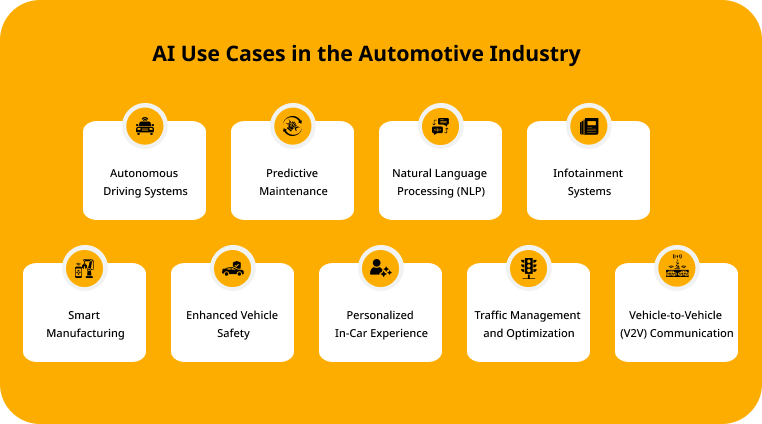 AI Use Cases in the Automotive Industry
Autonomous
Driving Systems
Predictive
Maintenance
Natural Language
Processing (NLP)
Infotainment
Systems
Smart
Manufacturing
Enhanced Vehicle
Safety
Personalized
In-Car Experience
Traffic Management
and Optimization
Vehicle-to-Vehicle
(V2V) Communication